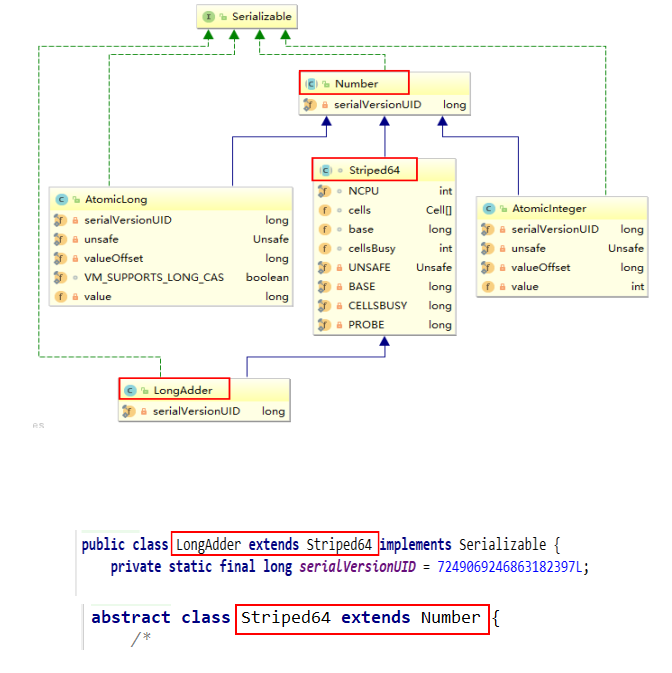 Serializable
Number
serialVersionUID long
Striped64
NCPU int
cells Cell[]
base long
cellsBusy int
UNSAFE Unsafe
BASE long
CELLSBUSY long
PROBE long
AtomicLong
serialVersionUID long
unsafe Unsafe
valueOffset long
VM_SUPPORTS_LONG_CAS boolean
value long
AtomicInteger
serialVersionUID long
unsafe Unsafe
valueOffset long
value int
LongAdder
serialVersionUID long
es
public class LongAdder extends Striped64 implements Serializable {
private static final long serialVersionUID = 7249069246863182397L;
abstract class Striped64 extends Number {
/*